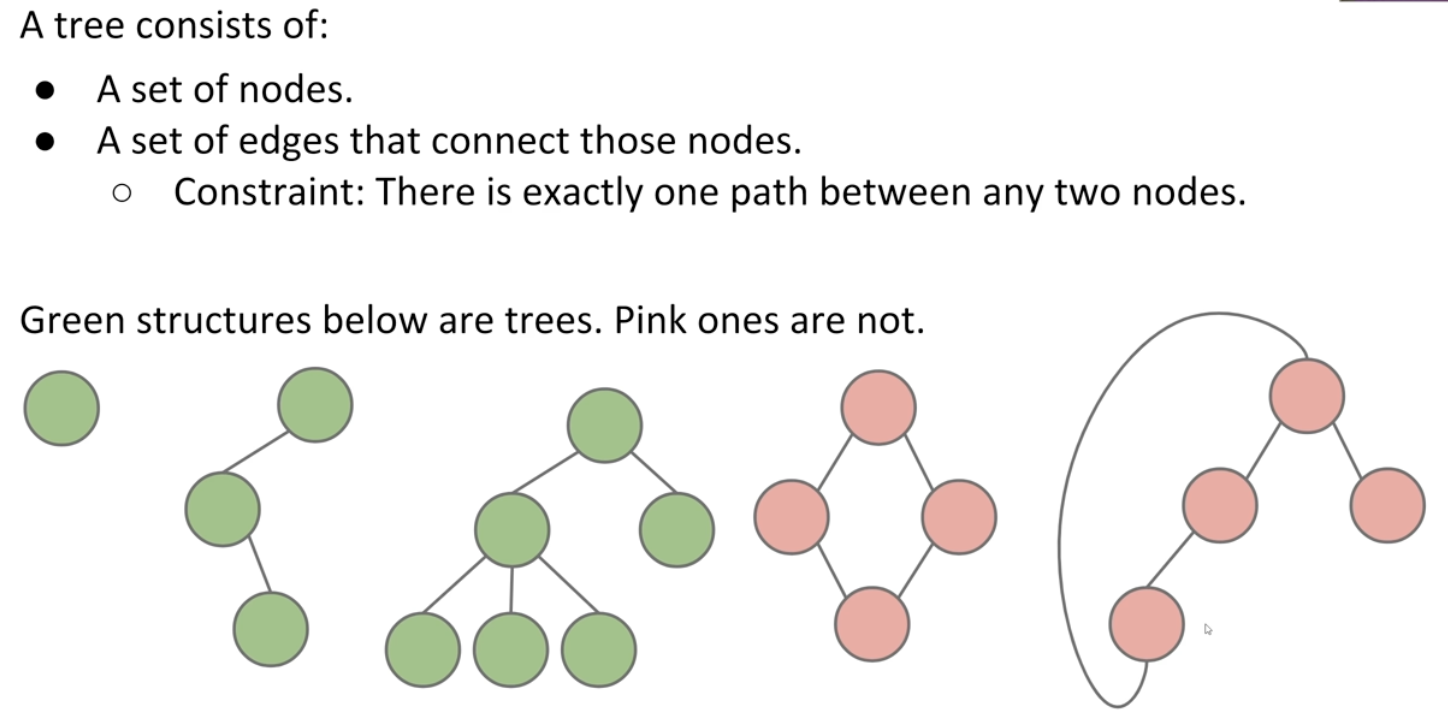 A tree consists of:
● A set of nodes.
● A set of edges that connect those nodes.
○ Constraint: There is exactly one path between any two nodes.
Green structures below are trees. Pink ones are not.